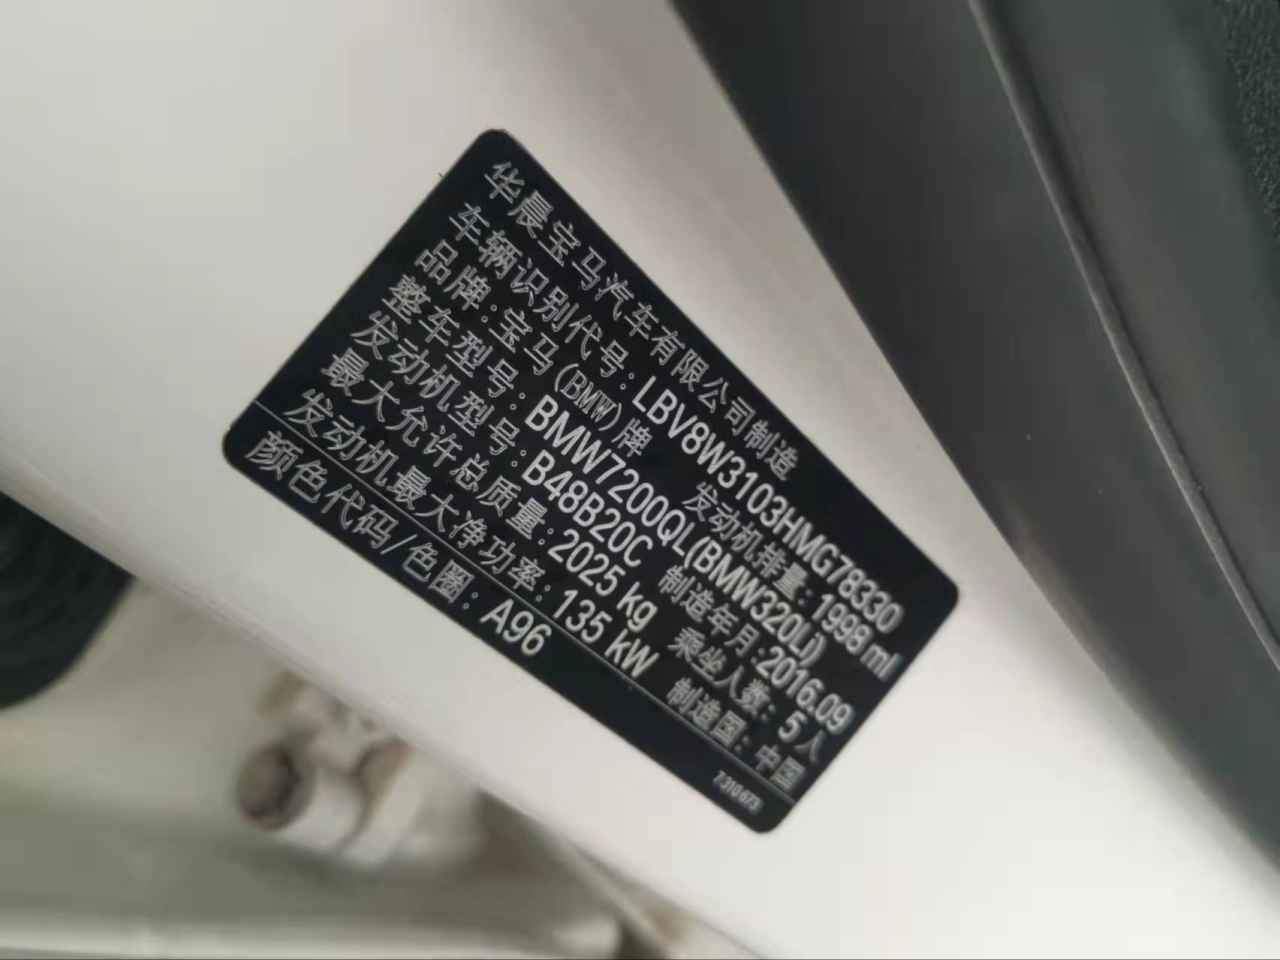 华晨宝马汽车有限公司制造
车辆识别代号：LBV8W3103HMG78330
品牌：宝马(BMW)牌 发动机排量：1998 ml
整车型号：BMW7200QL(BMW320Li)
发动机型号：B48B20C 制造年月：2016.09
最大允许总质量：2025 kg 乘坐人数：5 人
发动机最大净功率：135 kW 制造国：中国
颜色代码/色圈：A96
7310673